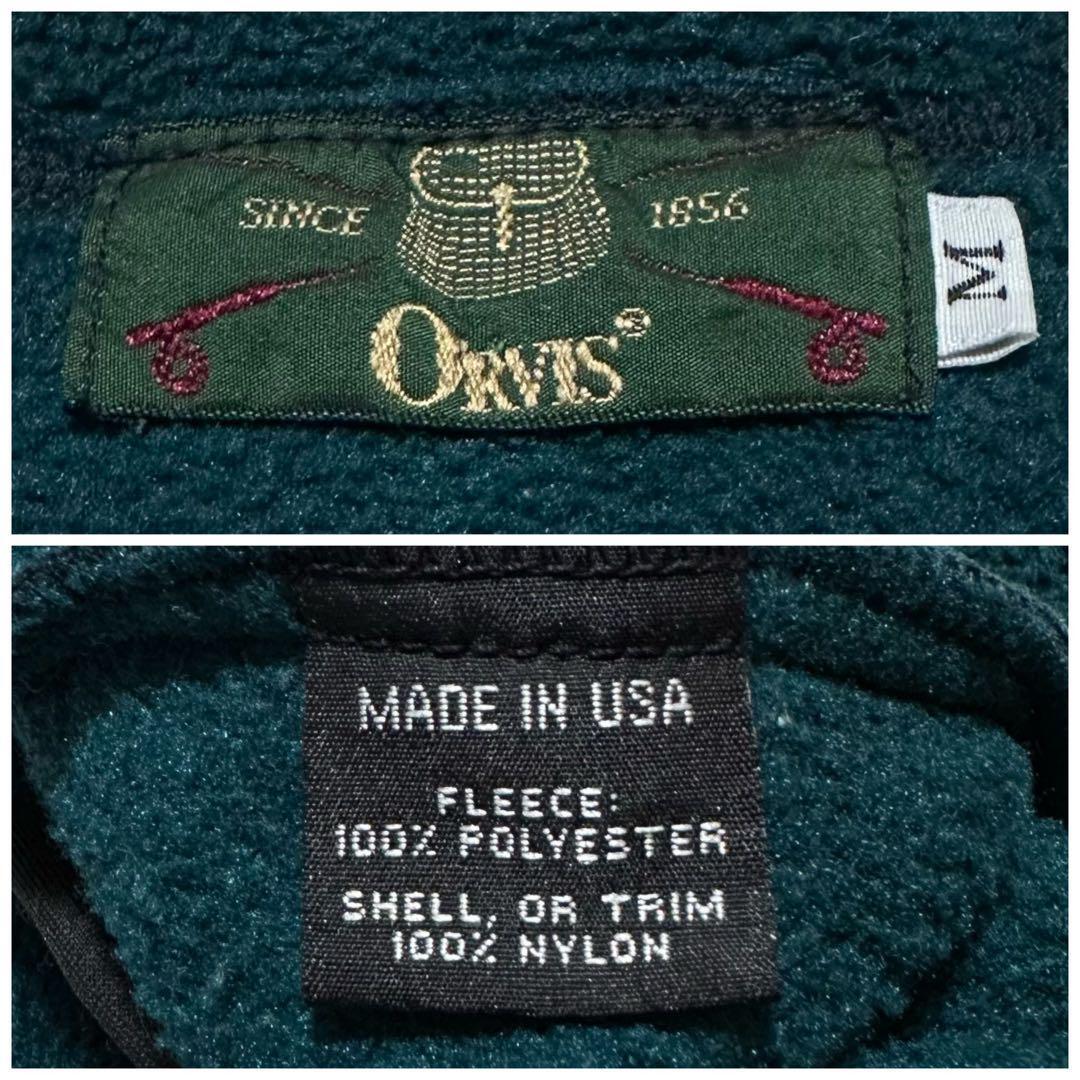 SINCE 1856
ORVIS®
M
MADE IN USA
FLEECE:
100% POLYESTER
SHELL, OR TRIM
100% NYLON